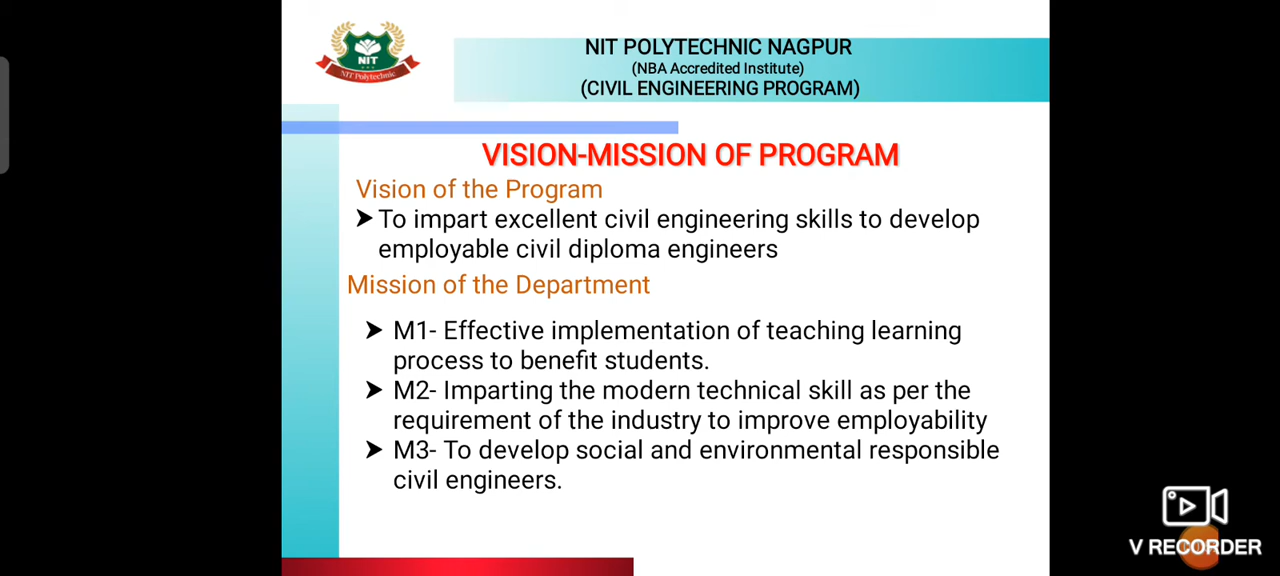 NIT
NIT Polytechnic
NIT POLYTECHNIC NAGPUR
(NBA Accredited Institute)
(CIVIL ENGINEERING PROGRAM)
VISION-MISSION OF PROGRAM
Vision of the Program
➤ To impart excellent civil engineering skills to develop
employable civil diploma engineers
Mission of the Department
➤ M1- Effective implementation of teaching learning
process to benefit students.
➤ M2- Imparting the modern technical skill as per the
requirement of the industry to improve employability
➤ M3- To develop social and environmental responsible
civil engineers.
V RECORDER